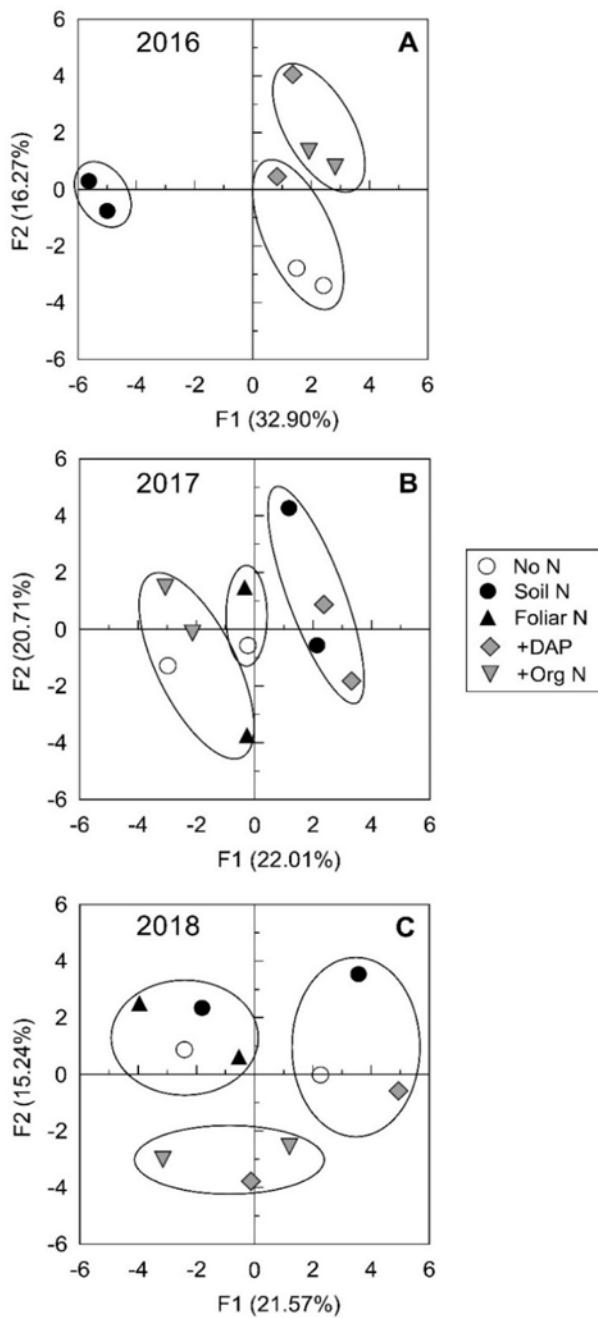 2016 A
6
4
2
0
-2
-4
-6
F2 (16.27%)
-6 -4 -2 0 2 4 6
F1 (32.90%)
2017 B
6
4
2
0
-2
-4
-6
F2 (20.71%)
-6 -4 -2 0 2 4 6
F1 (22.01%)
No N
Soil N
Foliar N
+DAP
+Org N
2018 C
6
4
2
0
-2
-4
-6
F2 (15.24%)
-6 -4 -2 0 2 4 6
F1 (21.57%)